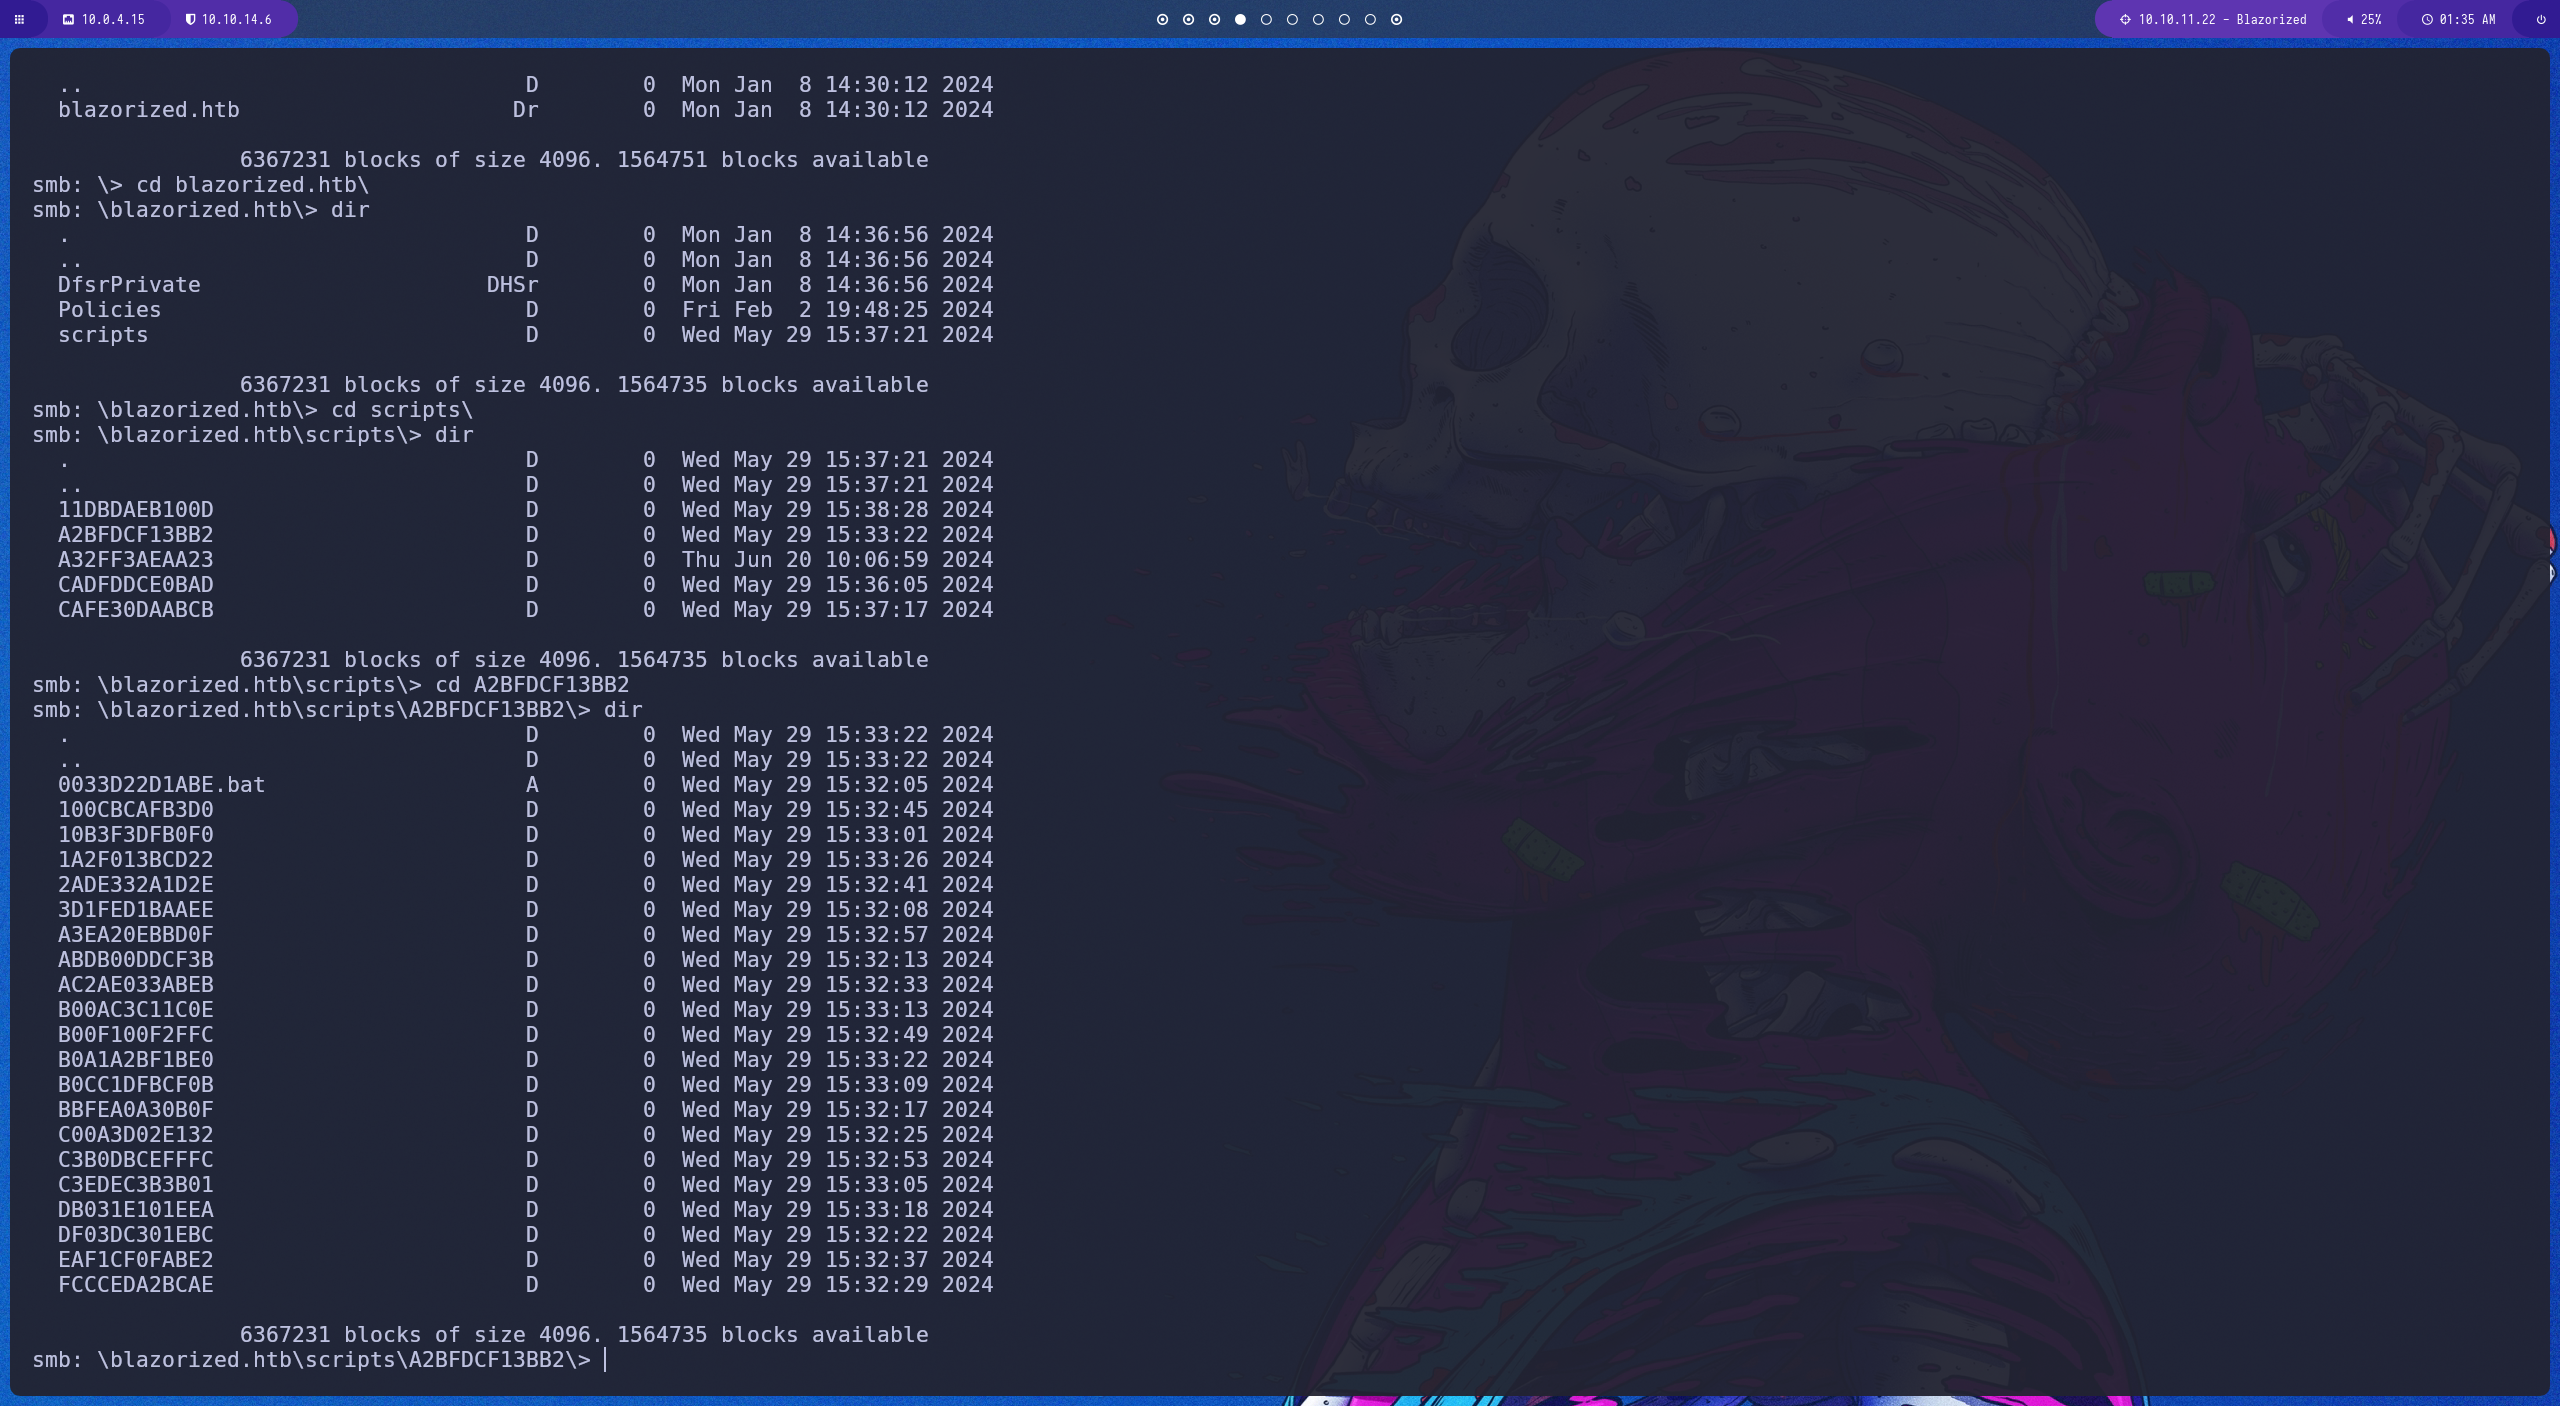 10.0.4.15 10.10.14.6 10.10.11.22 - Blazorized 25% 01:35 AM
.. D 0 Mon Jan 8 14:30:12 2024
blazorized.htb Dr 0 Mon Jan 8 14:30:12 2024
6367231 blocks of size 4096. 1564751 blocks available
smb: \> cd blazorized.htb\
smb: \blazorized.htb\> dir
. D 0 Mon Jan 8 14:36:56 2024
.. D 0 Mon Jan 8 14:36:56 2024
DfsrPrivate DHSr 0 Mon Jan 8 14:36:56 2024
Policies D 0 Fri Feb 2 19:48:25 2024
scripts D 0 Wed May 29 15:37:21 2024
6367231 blocks of size 4096. 1564735 blocks available
smb: \blazorized.htb\> cd scripts\
smb: \blazorized.htb\scripts\> dir
. D 0 Wed May 29 15:37:21 2024
.. D 0 Wed May 29 15:37:21 2024
11DBDAEB100D D 0 Wed May 29 15:38:28 2024
A2BFDCF13BB2 D 0 Wed May 29 15:33:22 2024
A32FF3AEAA23 D 0 Thu Jun 20 10:06:59 2024
CADFDDCE0BAD D 0 Wed May 29 15:36:05 2024
CAFE30DAABCB D 0 Wed May 29 15:37:17 2024
6367231 blocks of size 4096. 1564735 blocks available
smb: \blazorized.htb\scripts\> cd A2BFDCF13BB2
smb: \blazorized.htb\scripts\A2BFDCF13BB2\> dir
. D 0 Wed May 29 15:33:22 2024
.. D 0 Wed May 29 15:33:22 2024
0033D22D1ABE.bat A 0 Wed May 29 15:32:05 2024
100CBCAFB3D0 D 0 Wed May 29 15:32:45 2024
10B3F3DFB0F0 D 0 Wed May 29 15:33:01 2024
1A2F013BCD22 D 0 Wed May 29 15:33:26 2024
2ADE332A1D2E D 0 Wed May 29 15:32:41 2024
3D1FED1BAAEE D 0 Wed May 29 15:32:08 2024
A3EA20EBBD0F D 0 Wed May 29 15:32:57 2024
ABDB00DDCF3B D 0 Wed May 29 15:32:13 2024
AC2AE033ABEB D 0 Wed May 29 15:32:33 2024
B00AC3C11C0E D 0 Wed May 29 15:33:13 2024
B00F100F2FFC D 0 Wed May 29 15:32:49 2024
B0A1A2BF1BE0 D 0 Wed May 29 15:33:22 2024
B0CC1DFBCF0B D 0 Wed May 29 15:33:09 2024
BBFEA0A30B0F D 0 Wed May 29 15:32:17 2024
C00A3D02E132 D 0 Wed May 29 15:32:25 2024
C3B0DBCEFFFC D 0 Wed May 29 15:32:53 2024
C3EDEC3B3B01 D 0 Wed May 29 15:33:05 2024
DB031E101EEA D 0 Wed May 29 15:33:18 2024
DF03DC301EBC D 0 Wed May 29 15:32:22 2024
EAF1CF0FABE2 D 0 Wed May 29 15:32:37 2024
FCCCEDA2BCAE D 0 Wed May 29 15:32:29 2024
6367231 blocks of size 4096. 1564735 blocks available
smb: \blazorized.htb\scripts\A2BFDCF13BB2\>